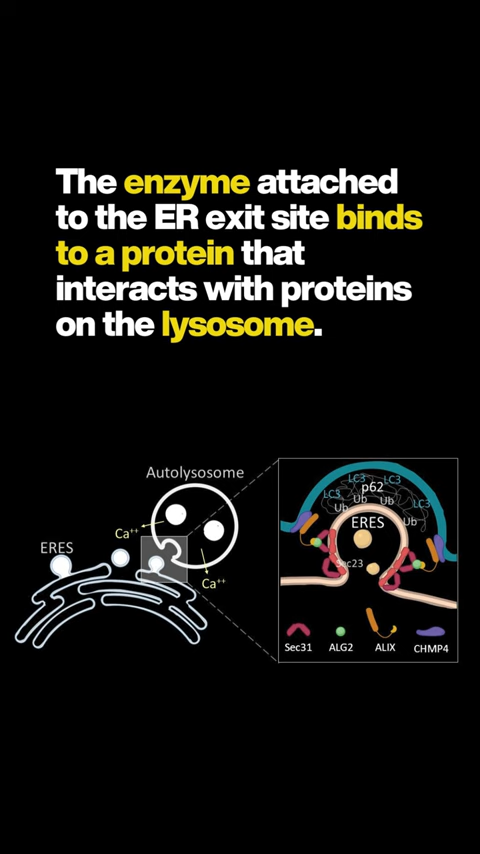 The enzyme attached
to the ER exit site binds
to a protein that
interacts with proteins
on the lysosome.
Autolysosome
Ca++
ERES
Ca++
LC3
LC3
LC3
p62
LC3
Ub
Ub
Ub
Ub
ERES
Sec23
Sec31
ALG2
ALIX
CHMP4